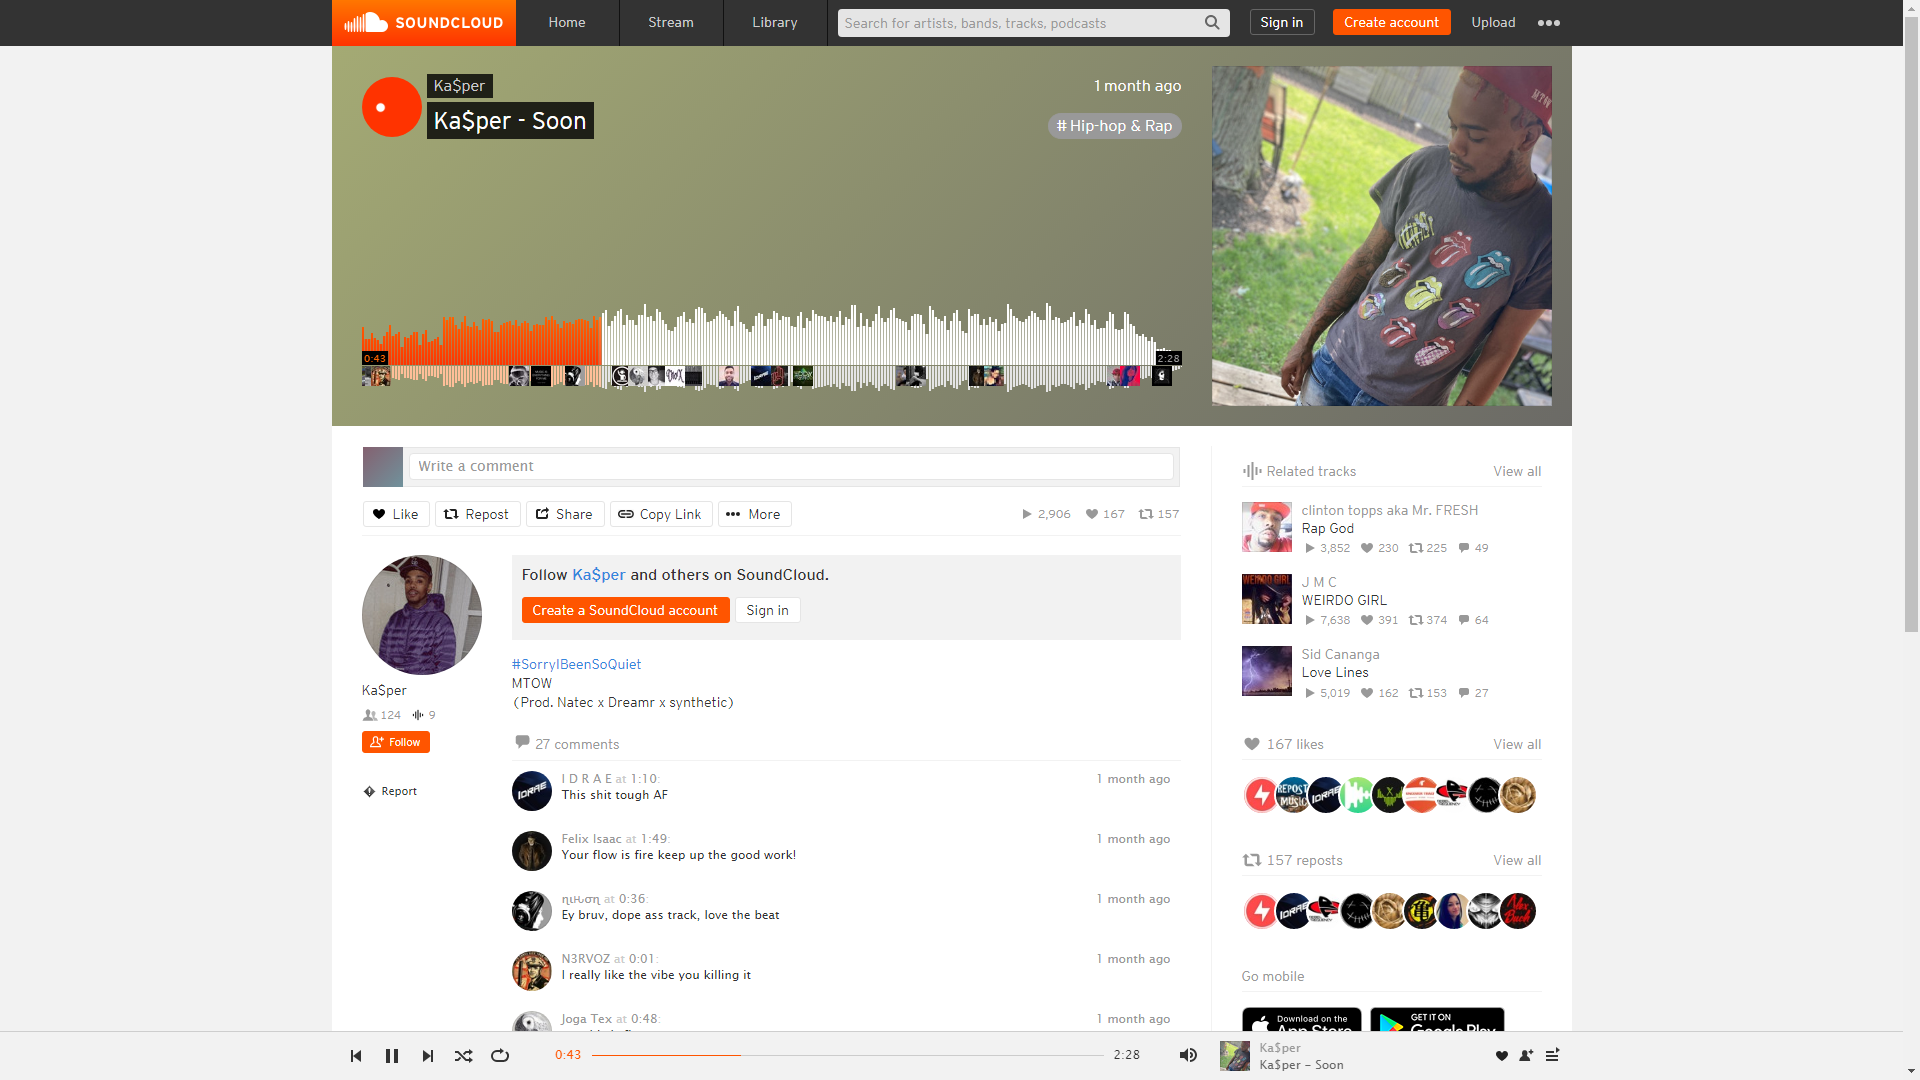 SOUNDCLOUD
Home
Stream
Library
Search for artists, bands, tracks, podcasts
Sign in
Create account
Upload
Ka$per
Ka$per - Soon
1 month ago
# Hip-hop & Rap
0:43
2:28
Write a comment
Like
Repost
Share
Copy Link
More
2,906
167
157
Ka$per
124
9
Follow
Report
Follow Ka$per and others on SoundCloud.
Create a SoundCloud account
Sign in
#SorryIBeenSoQuiet
MTOW
(Prod. Natec x Dreamr x synthetic)
27 comments
I D R A E at 1:10:
1 month ago
This shit tough AF
Felix Isaac at 1:49:
1 month ago
Your flow is fire keep up the good work!
at 0:36:
1 month ago
Ey bruv, dope ass track, love the beat
N3RVOZ at 0:01:
1 month ago
I really like the vibe you killing it
Joga Tex at 0:48:
1 month ago
Related tracks
View all
clinton topps aka Mr. FRESH
Rap God
3,852
230
225
49
J M C
WEIRDO GIRL
7,638
391
374
64
Sid Cananga
Love Lines
5,019
162
153
27
167 likes
View all
REPOST
MUSIC
IDRAE
157 reposts
View all
IDRAE
Go mobile
Download on the
App Store
GET IT ON
Google Play
0:43
2:28
Ka$per
Ka$per - Soon